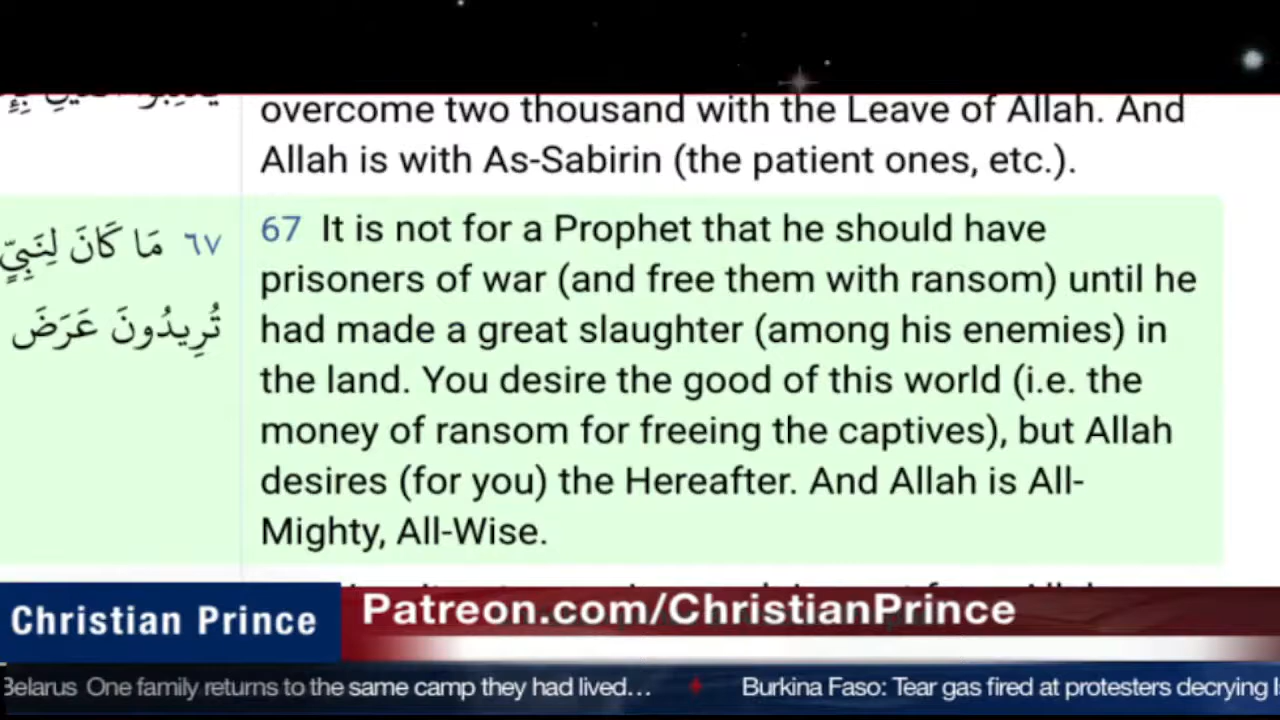 overcome two thousand with the Leave of Allah. And
Allah is with As-Sabirin (the patient ones, etc.).
67 It is not for a Prophet that he should have
prisoners of war (and free them with ransom) until he
had made a great slaughter (among his enemies) in
the land. You desire the good of this world (i.e. the
money of ransom for freeing the captives), but Allah
desires (for you) the Hereafter. And Allah is All-
Mighty, All-Wise.
٦٧ مَا كَانَ لِنَبِيٍّ
تُرِيدُونَ عَرَضَ
Christian Prince
Patreon.com/ChristianPrince
Belarus One family returns to the same camp they had lived...
Burkina Faso: Tear gas fired at protesters decrying